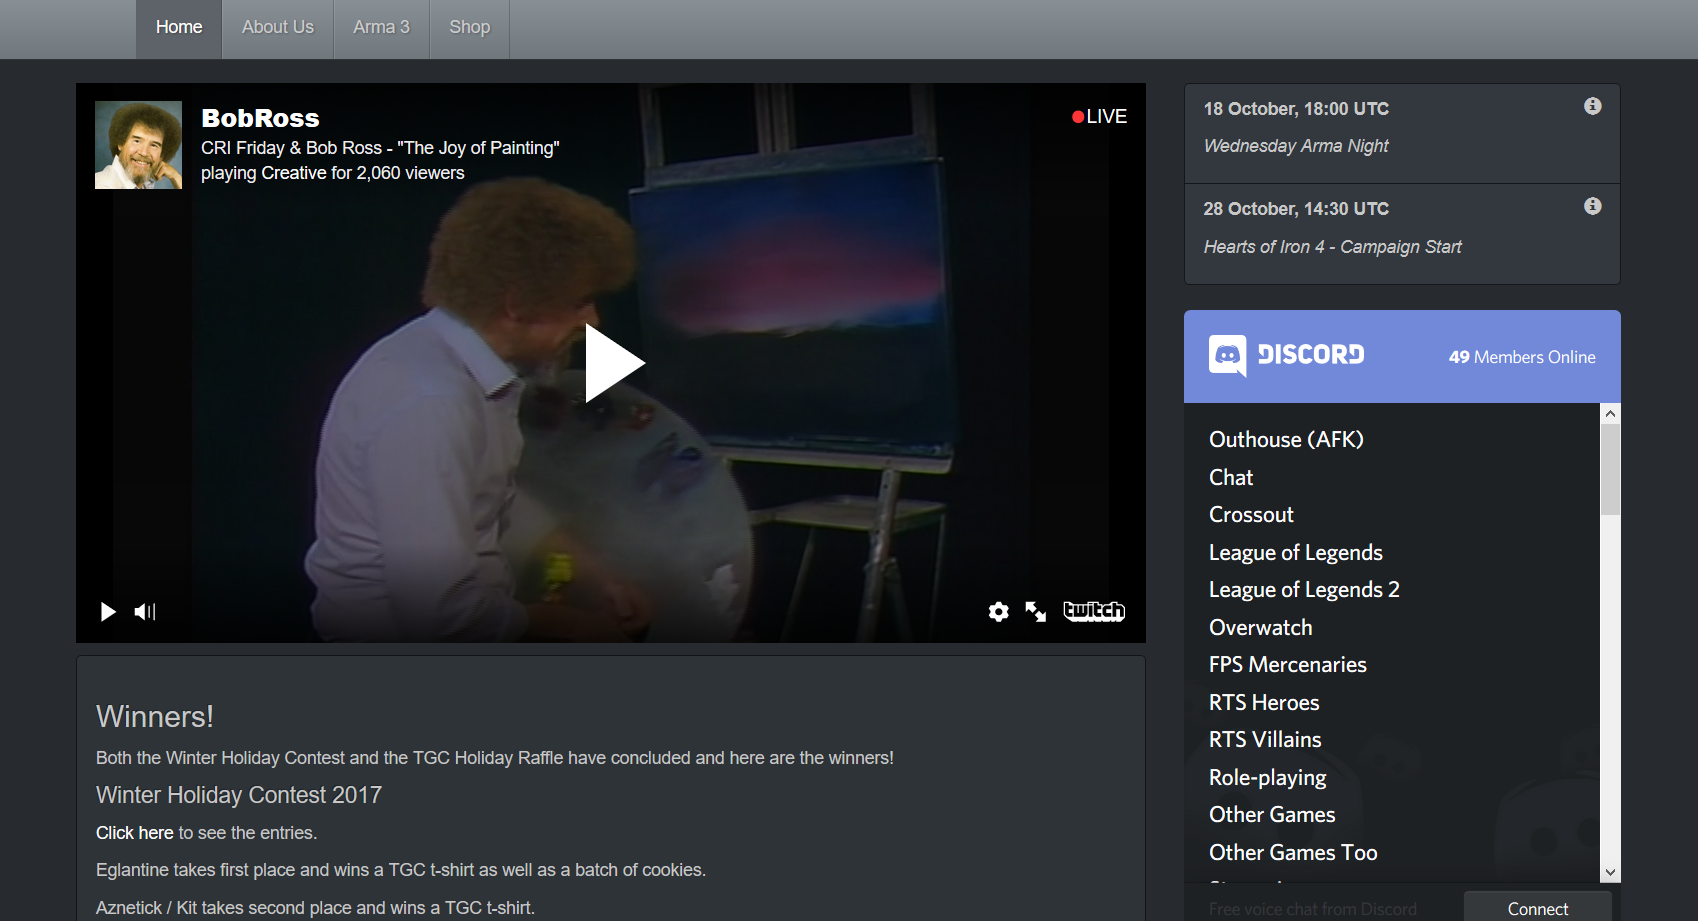 Home
About Us
Arma 3
Shop
BobRoss
CRI Friday & Bob Ross - "The Joy of Painting"
playing Creative for 2,060 viewers
LIVE
twitch
Winners!
Both the Winter Holiday Contest and the TGC Holiday Raffle have concluded and here are the winners!
Winter Holiday Contest 2017
Click here to see the entries.
Eglantine takes first place and wins a TGC t-shirt as well as a batch of cookies.
Aznetick / Kit takes second place and wins a TGC t-shirt.
18 October, 18:00 UTC
Wednesday Arma Night
28 October, 14:30 UTC
Hearts of Iron 4 - Campaign Start
DISCORD
49 Members Online
Outhouse (AFK)
Chat
Crossout
League of Legends
League of Legends 2
Overwatch
FPS Mercenaries
RTS Heroes
RTS Villains
Role-playing
Other Games
Other Games Too
Free voice chat from Discord
Connect